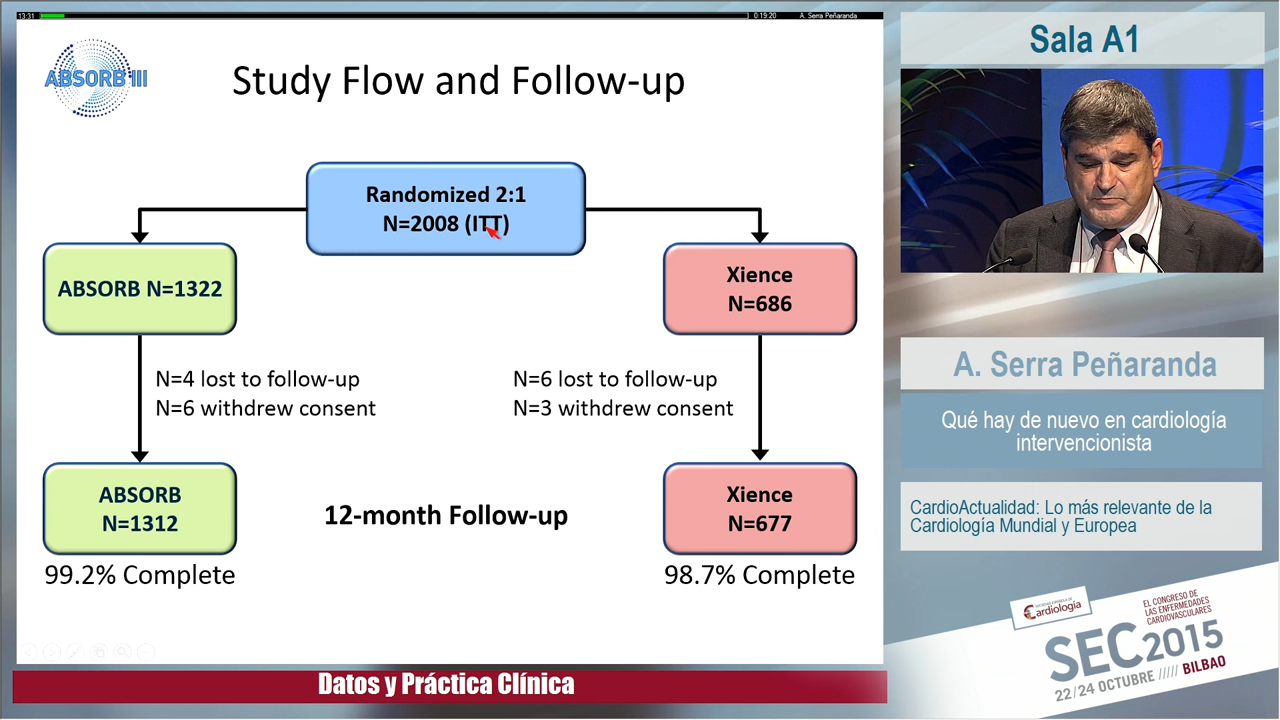 13:31
0:19:20
A. Serra Peñaranda
ABSORB III
Study Flow and Follow-up
Randomized 2:1
N=2008 (ITT)
ABSORB N=1322
Xience
N=686
N=4 lost to follow-up
N=6 withdrew consent
N=6 lost to follow-up
N=3 withdrew consent
ABSORB
N=1312
12-month Follow-up
Xience
N=677
99.2% Complete
98.7% Complete
Datos y Práctica Clínica
Sala A1
A. Serra Peñaranda
Qué hay de nuevo en cardiología
intervencionista
CardioActualidad: Lo más relevante de la
Cardiología Mundial y Europea
SOCIEDAD ESPAÑOLA DE
Cardiología
EL CONGRESO DE
LAS ENFERMEDADES
CARDIOVASCULARES
SEC2015
22/24 OCTUBRE ///// BILBAO